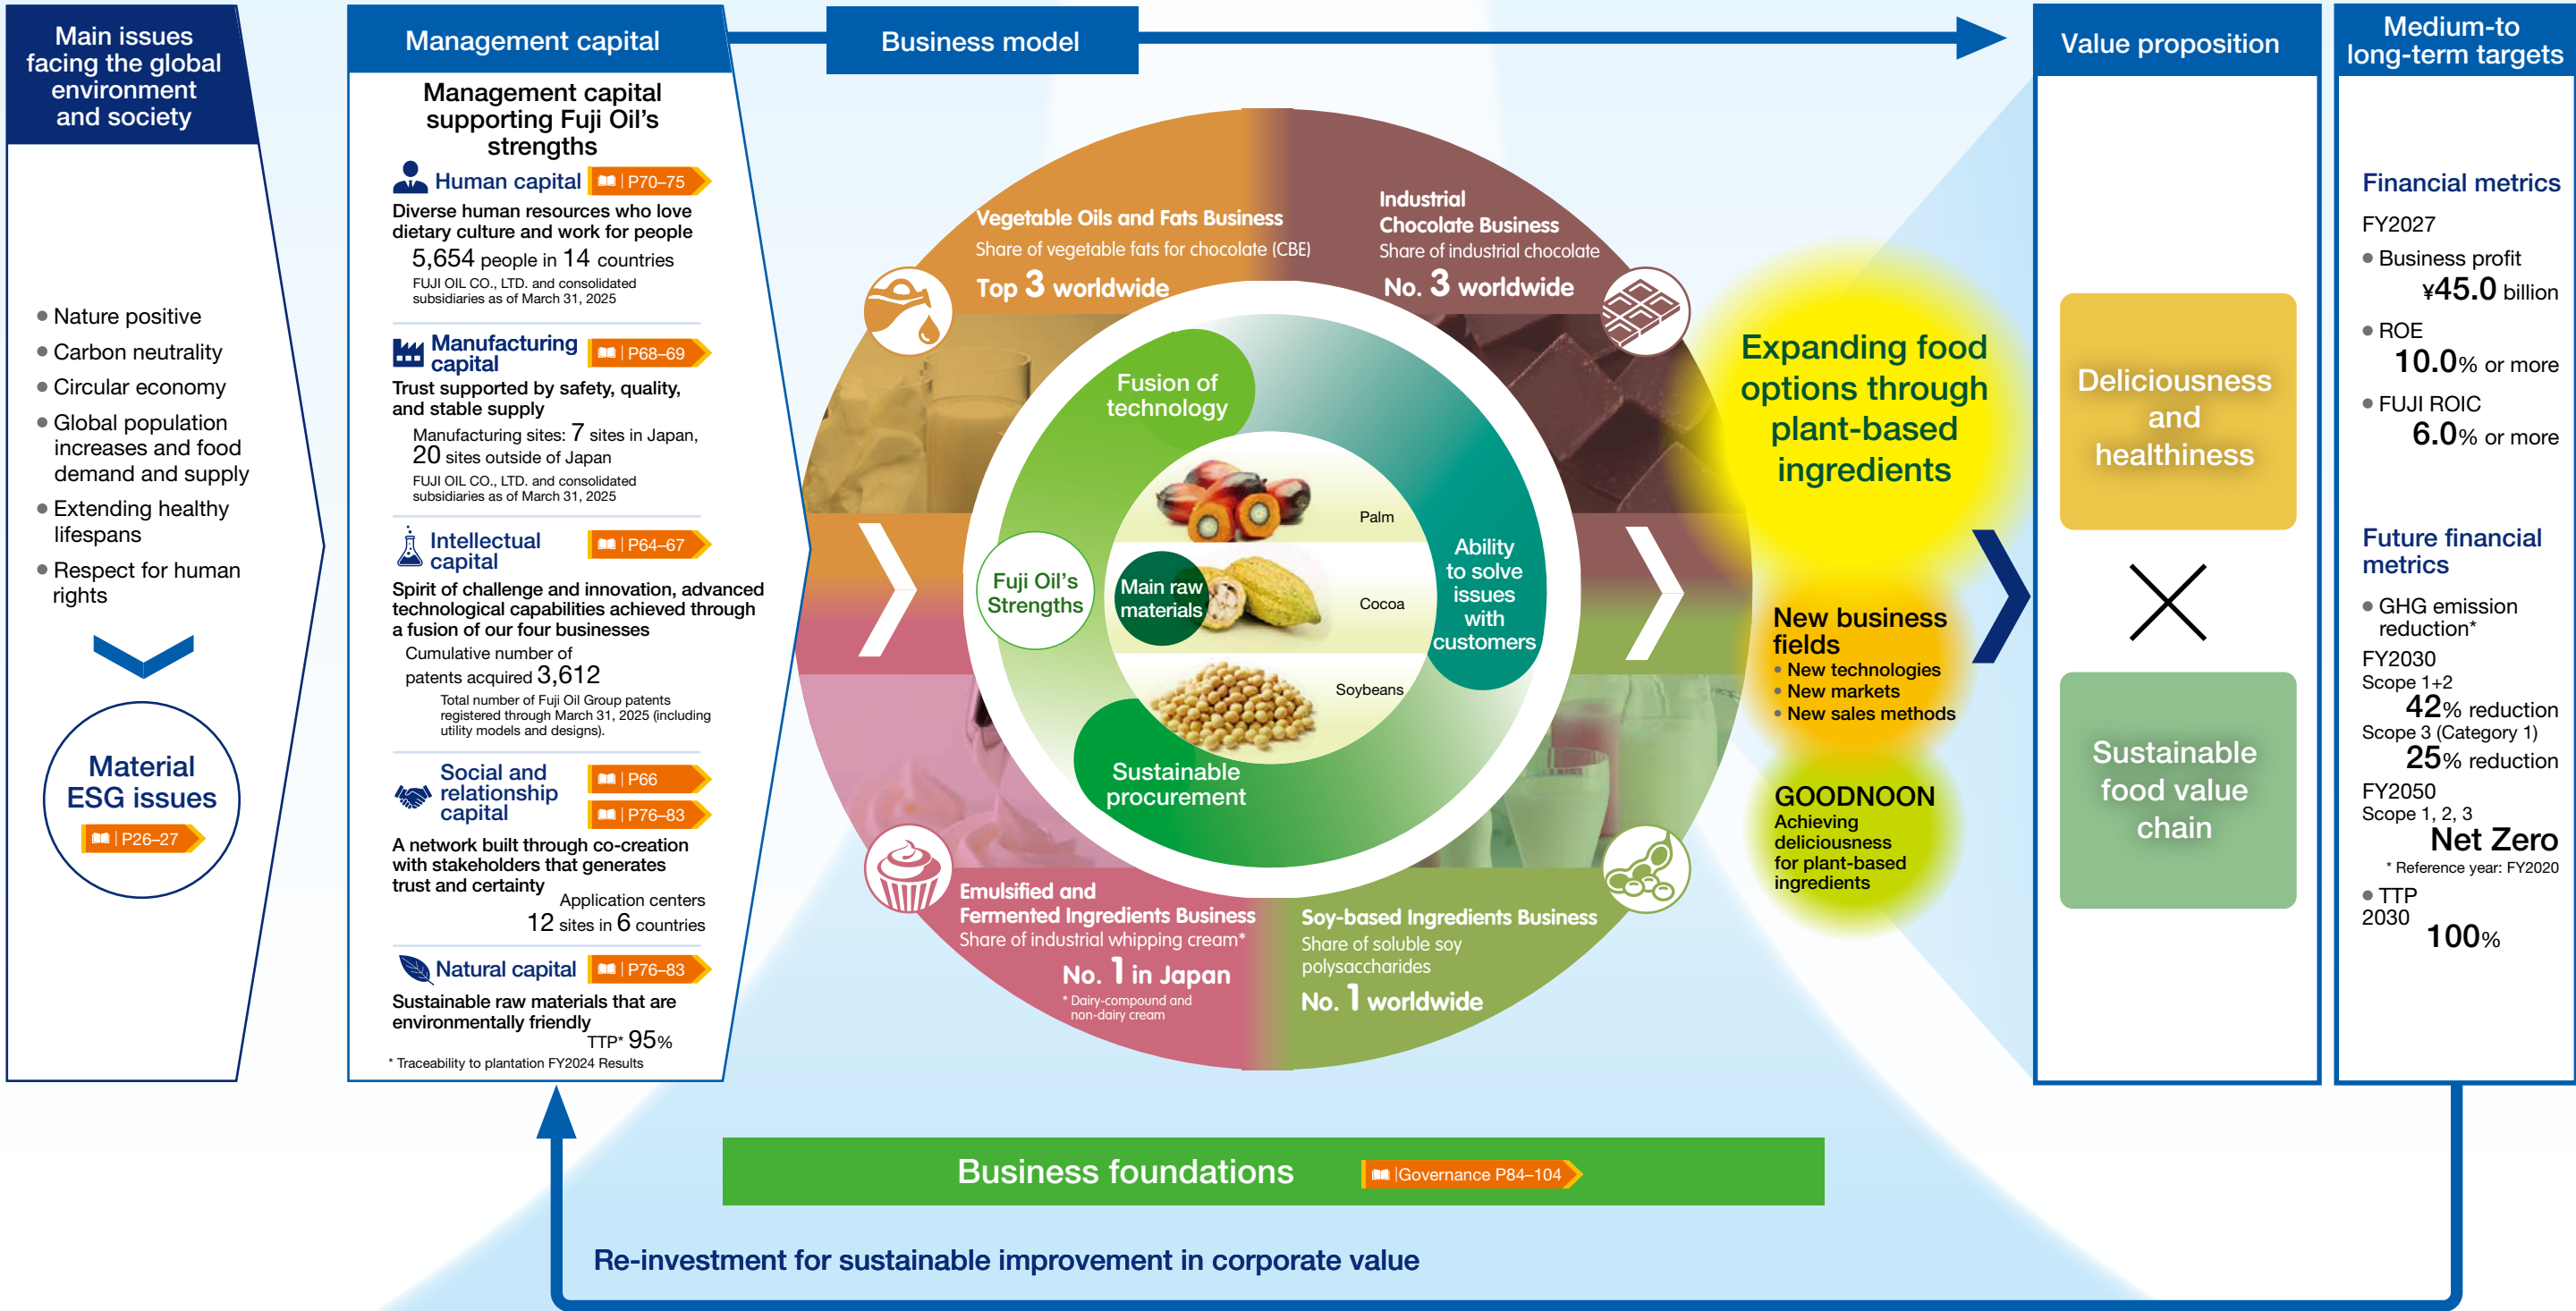 Main issues
facing the global
environment
and society
● Nature positive
● Carbon neutrality
● Circular economy
● Global population
increases and food
demand and supply
● Extending healthy
lifespans
● Respect for human
rights
Material
ESG issues
P26–27
Management capital
Management capital
supporting Fuji Oil’s
strengths
Human capital
P70–75
Diverse human resources who love
dietary culture and work for people
5,654 people in 14 countries
FUJI OIL CO., LTD. and consolidated
subsidiaries as of March 31, 2025
Manufacturing
capital
P68–69
Trust supported by safety, quality,
and stable supply
Manufacturing sites: 7 sites in Japan,
20 sites outside of Japan
FUJI OIL CO., LTD. and consolidated
subsidiaries as of March 31, 2025
Intellectual
capital
P64–67
Spirit of challenge and innovation, advanced
technological capabilities achieved through
a fusion of our four businesses
Cumulative number of
patents acquired 3,612
Total number of Fuji Oil Group patents
registered through March 31, 2025 (including
utility models and designs).
Social and
relationship
capital
P66
P76–83
A network built through co-creation
with stakeholders that generates
trust and certainty
Application centers
12 sites in 6 countries
Natural capital
P76–83
Sustainable raw materials that are
environmentally friendly
TTP* 95%
* Traceability to plantation FY2024 Results
Business model
Vegetable Oils and Fats Business
Share of vegetable fats for chocolate (CBE)
Top 3 worldwide
Industrial
Chocolate Business
Share of industrial chocolate
No. 3 worldwide
Fusion of
technology
Fuji Oil’s
Strengths
Main raw
materials
Palm
Cocoa
Soybeans
Ability
to solve
issues
with
customers
Sustainable
procurement
Emulsified and
Fermented Ingredients Business
Share of industrial whipping cream*
No. 1 in Japan
* Dairy-compound and
non-dairy cream
Soy-based Ingredients Business
Share of soluble soy
polysaccharides
No. 1 worldwide
Expanding food
options through
plant-based
ingredients
New business
fields
● New technologies
● New markets
● New sales methods
GOODNOON
Achieving
deliciousness
for plant-based
ingredients
Value proposition
Deliciousness
and
healthiness
Sustainable
food value
chain
Medium-to
long-term targets
Financial metrics
FY2027
● Business profit
¥45.0 billion
● ROE
10.0% or more
● FUJI ROIC
6.0% or more
Future financial
metrics
● GHG emission
reduction*
FY2030
Scope 1+2
42% reduction
Scope 3 (Category 1)
25% reduction
FY2050
Scope 1, 2, 3
Net Zero
* Reference year: FY2020
● TTP
2030
100%
Business foundations
Governance P84–104
Re-investment for sustainable improvement in corporate value